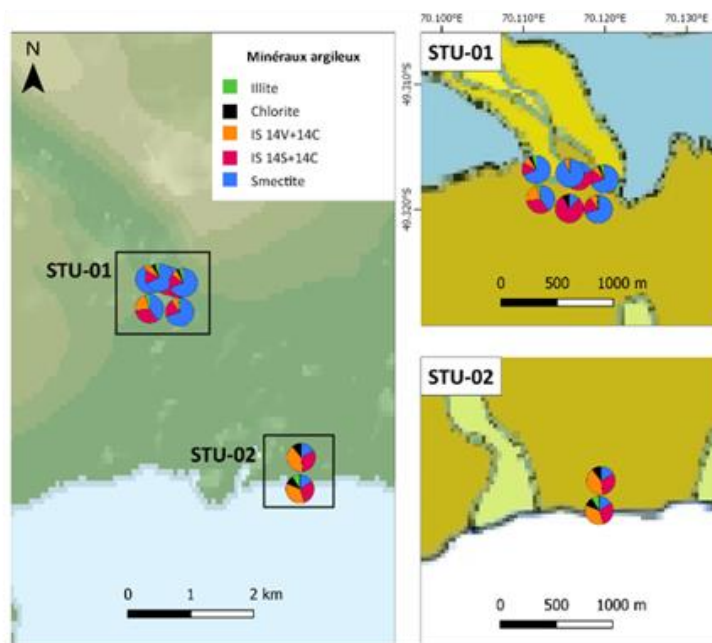 N
Minéraux argileux
Illite
Chlorite
IS 14V+14C
IS 14S+14C
Smectite
STU-01
STU-02
0 1 2 km
70.100°E 70.110°E 70.120°E 70.130°E
STU-01
49.310°S
49.320°S
0 500 1000 m
STU-02
0 500 1000 m